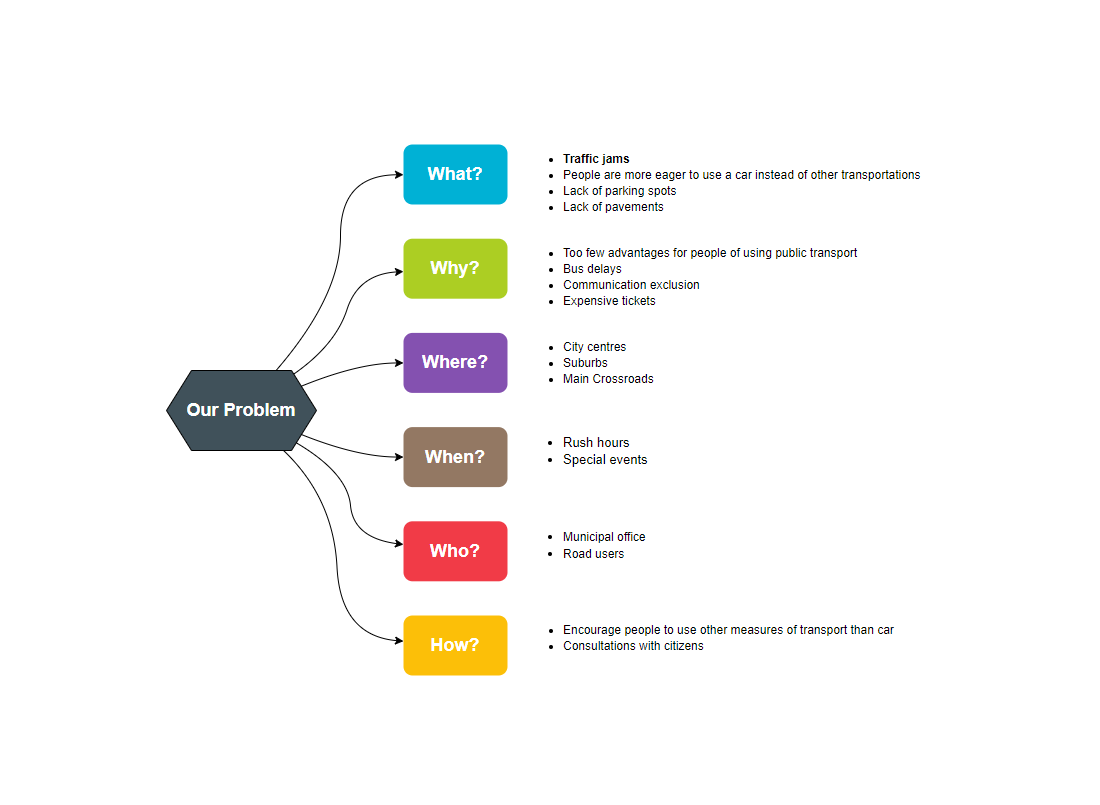 What?
Traffic jams
People are more eager to use a car instead of other transportations
Lack of parking spots
Lack of pavements
Why?
Too few advantages for people of using public transport
Bus delays
Communication exclusion
Expensive tickets
Where?
City centres
Suburbs
Main Crossroads
Our Problem
When?
Rush hours
Special events
Who?
Municipal office
Road users
How?
Encourage people to use other measures of transport than car
Consultations with citizens